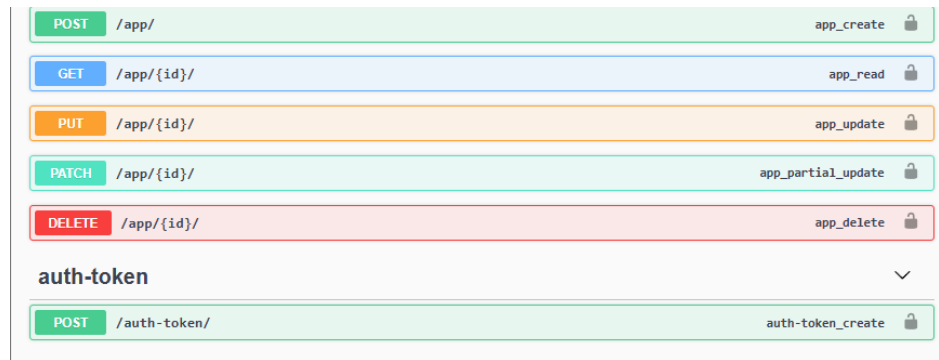 POST /app/ app_create
GET /app/{id}/ app_read
PUT /app/{id}/ app_update
PATCH /app/{id}/ app_partial_update
DELETE /app/{id}/ app_delete
auth-token
POST /auth-token/ auth-token_create